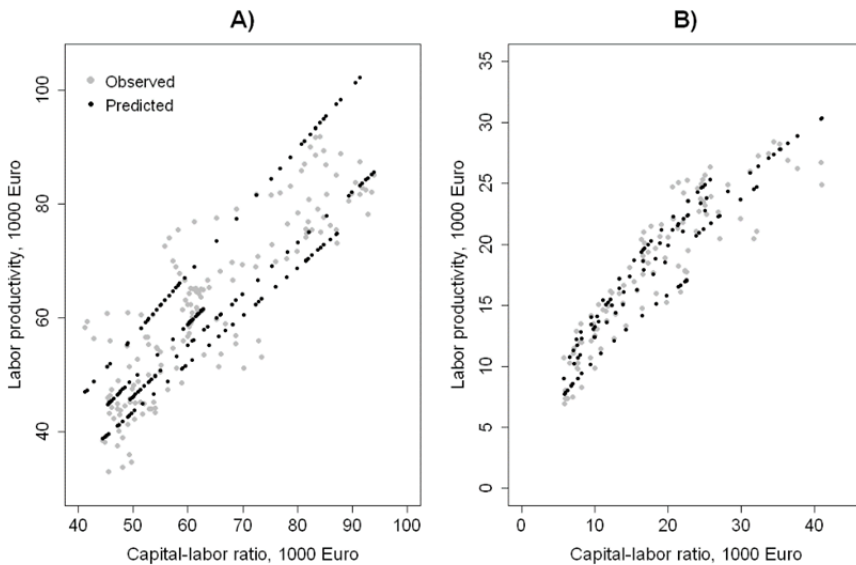 A)
Labor productivity, 1000 Euro
100
80
60
40
Observed
Predicted
40 50 60 70 80 90 100
Capital-labor ratio, 1000 Euro
B)
Labor productivity, 1000 Euro
35
30
25
20
15
10
5
0
0 10 20 30 40
Capital-labor ratio, 1000 Euro